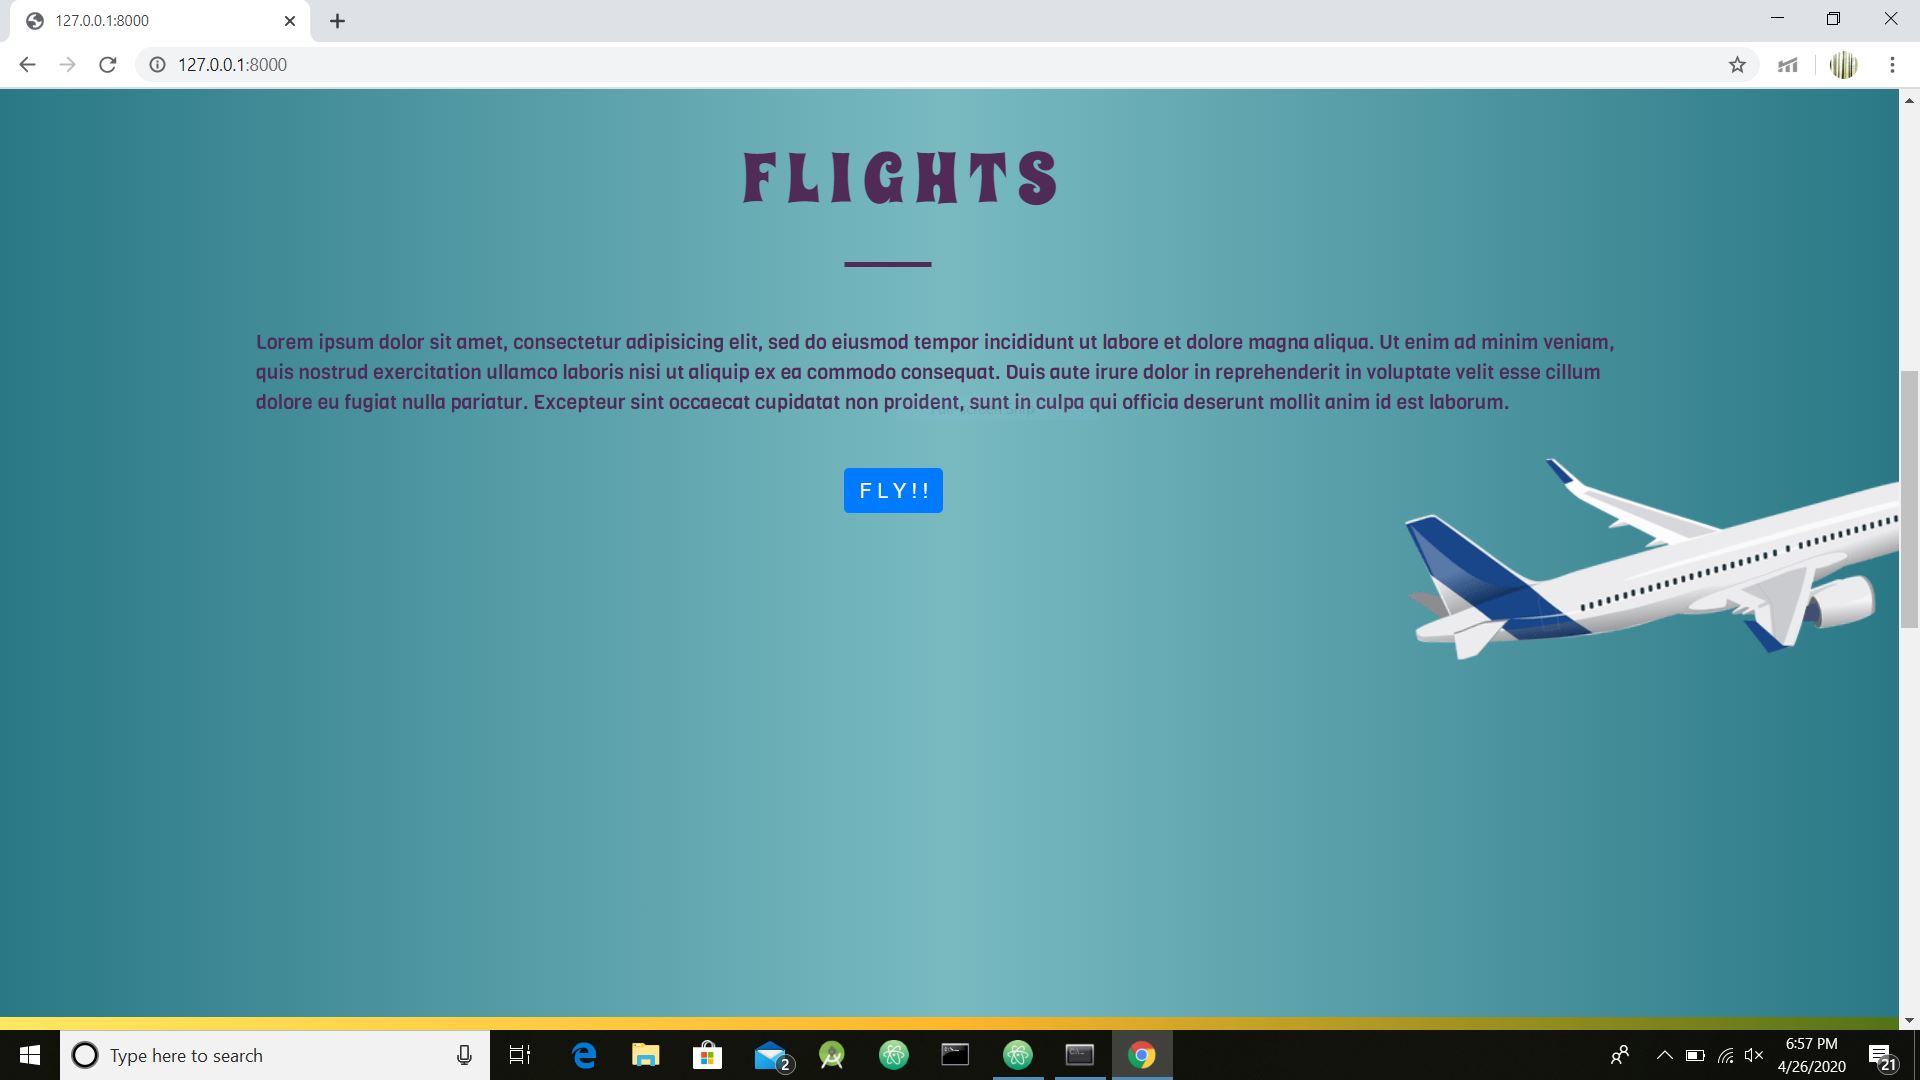 127.0.0.1:8000
127.0.0.1:8000
FLIGHTS
Lorem ipsum dolor sit amet, consectetur adipisicing elit, sed do eiusmod tempor incididunt ut labore et dolore magna aliqua. Ut enim ad minim veniam,
quis nostrud exercitation ullamco laboris nisi ut aliquip ex ea commodo consequat. Duis aute irure dolor in reprehenderit in voluptate velit esse cillum
dolore eu fugiat nulla pariatur. Excepteur sint occaecat cupidatat non proident, sunt in culpa qui officia deserunt mollit anim id est laborum.
FLY!!
Type here to search
2
6:57 PM
4/26/2020
21